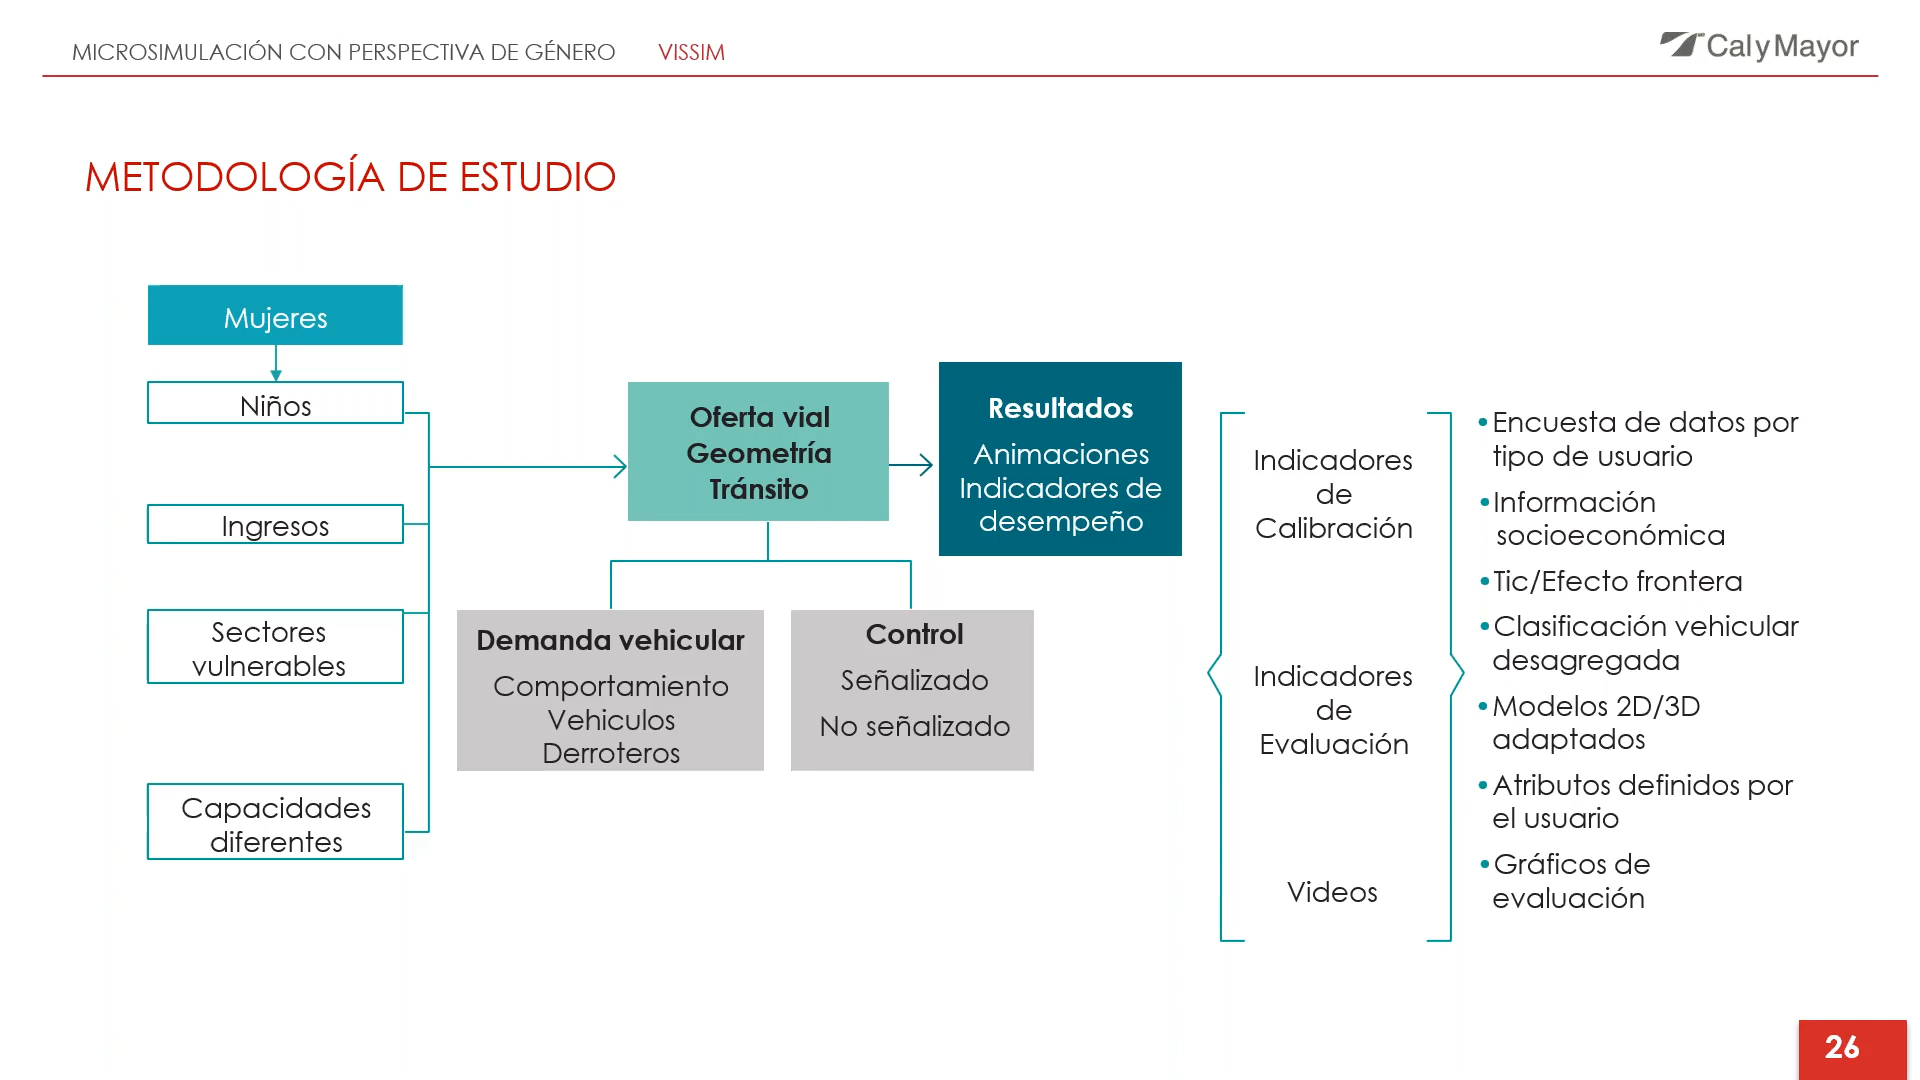 MICROSIMULACIÓN CON PERSPECTIVA DE GÉNERO VISSIM
CalyMayor
METODOLOGÍA DE ESTUDIO
Mujeres
Niños
Ingresos
Sectores
vulnerables
Capacidades
diferentes
Oferta vial
Geometría
Tránsito
Demanda vehicular
Comportamiento
Vehiculos
Derroteros
Control
Señalizado
No señalizado
Resultados
Animaciones
Indicadores de
desempeño
Indicadores
de
Calibración
Indicadores
de
Evaluación
Videos
•Encuesta de datos por
tipo de usuario
•Información
socioeconómica
•Tic/Efecto frontera
•Clasificación vehicular
desagregada
•Modelos 2D/3D
adaptados
•Atributos definidos por
el usuario
•Gráficos de
evaluación
26